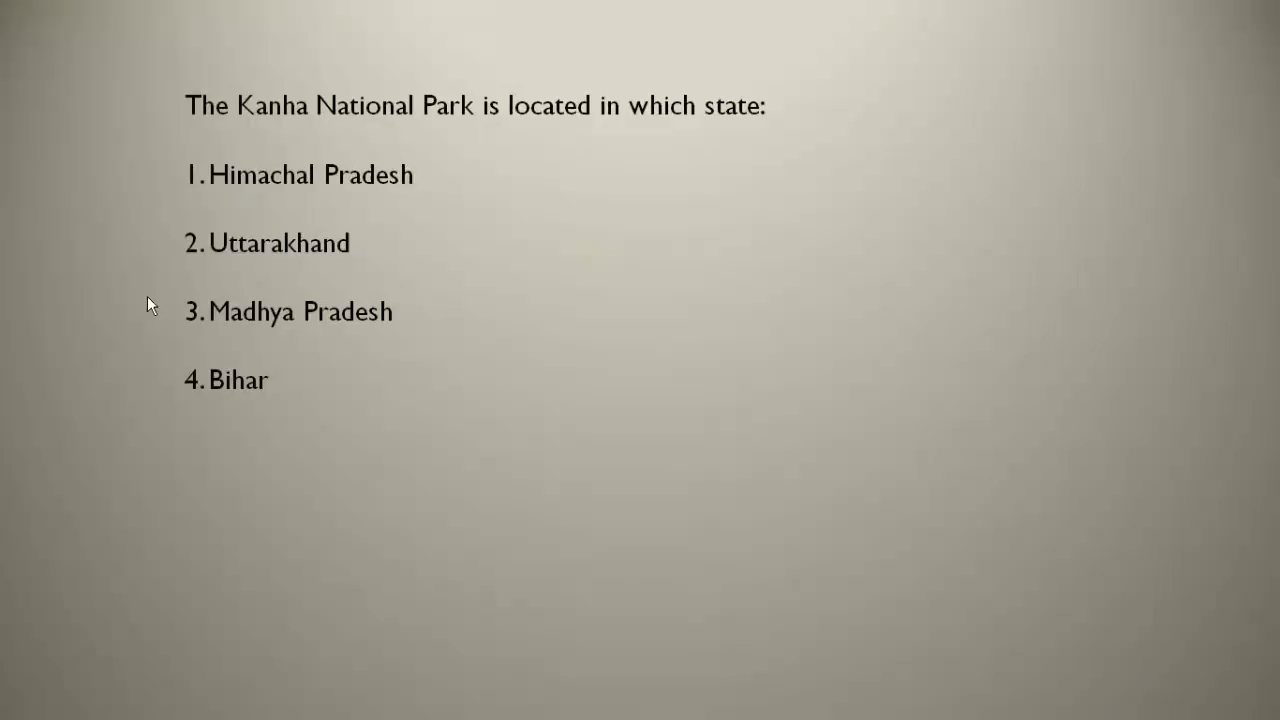 The Kanha National Park is located in which state:
1. Himachal Pradesh
2. Uttarakhand
3. Madhya Pradesh
4. Bihar